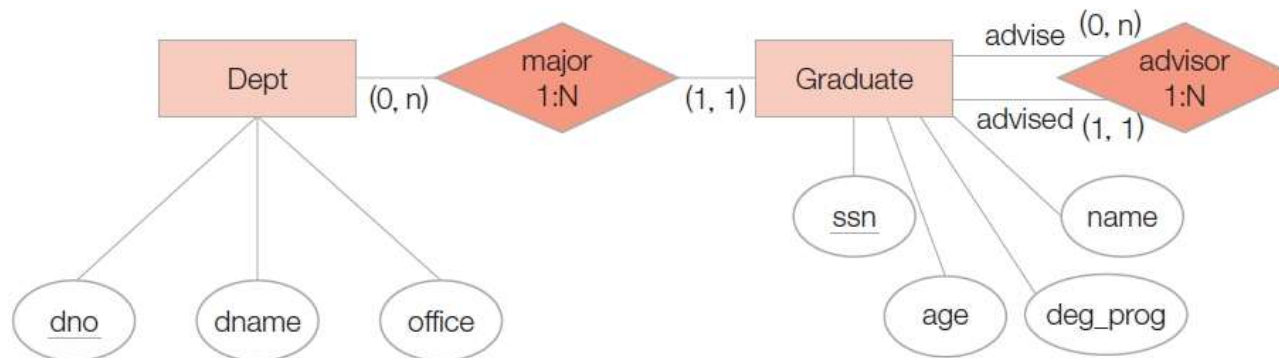 Dept
(0, n)
major
1:N
(1, 1)
Graduate
advise
(0, n)
advised
(1, 1)
advisor
1:N
ssn
name
dno
dname
office
age
deg_prog